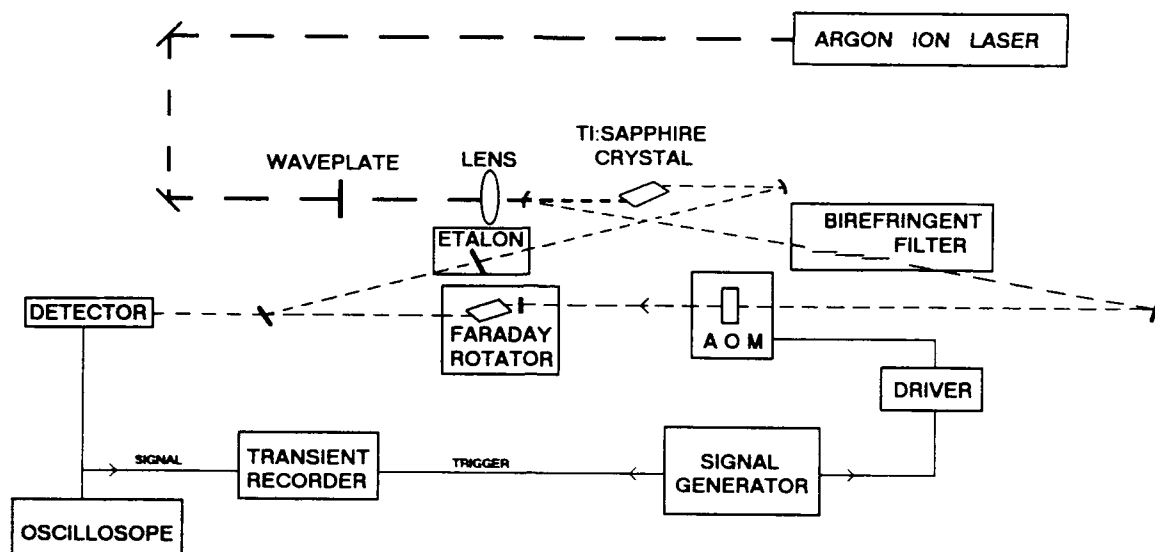 ARGON ION LASER
TI:SAPPHIRE
CRYSTAL
WAVEPLATE
LENS
BIREFRINGENT
FILTER
ETALON
DETECTOR
FARADAY
ROTATOR
A O M
DRIVER
SIGNAL
TRANSIENT
RECORDER
TRIGGER
SIGNAL
GENERATOR
OSCILLOSOPE